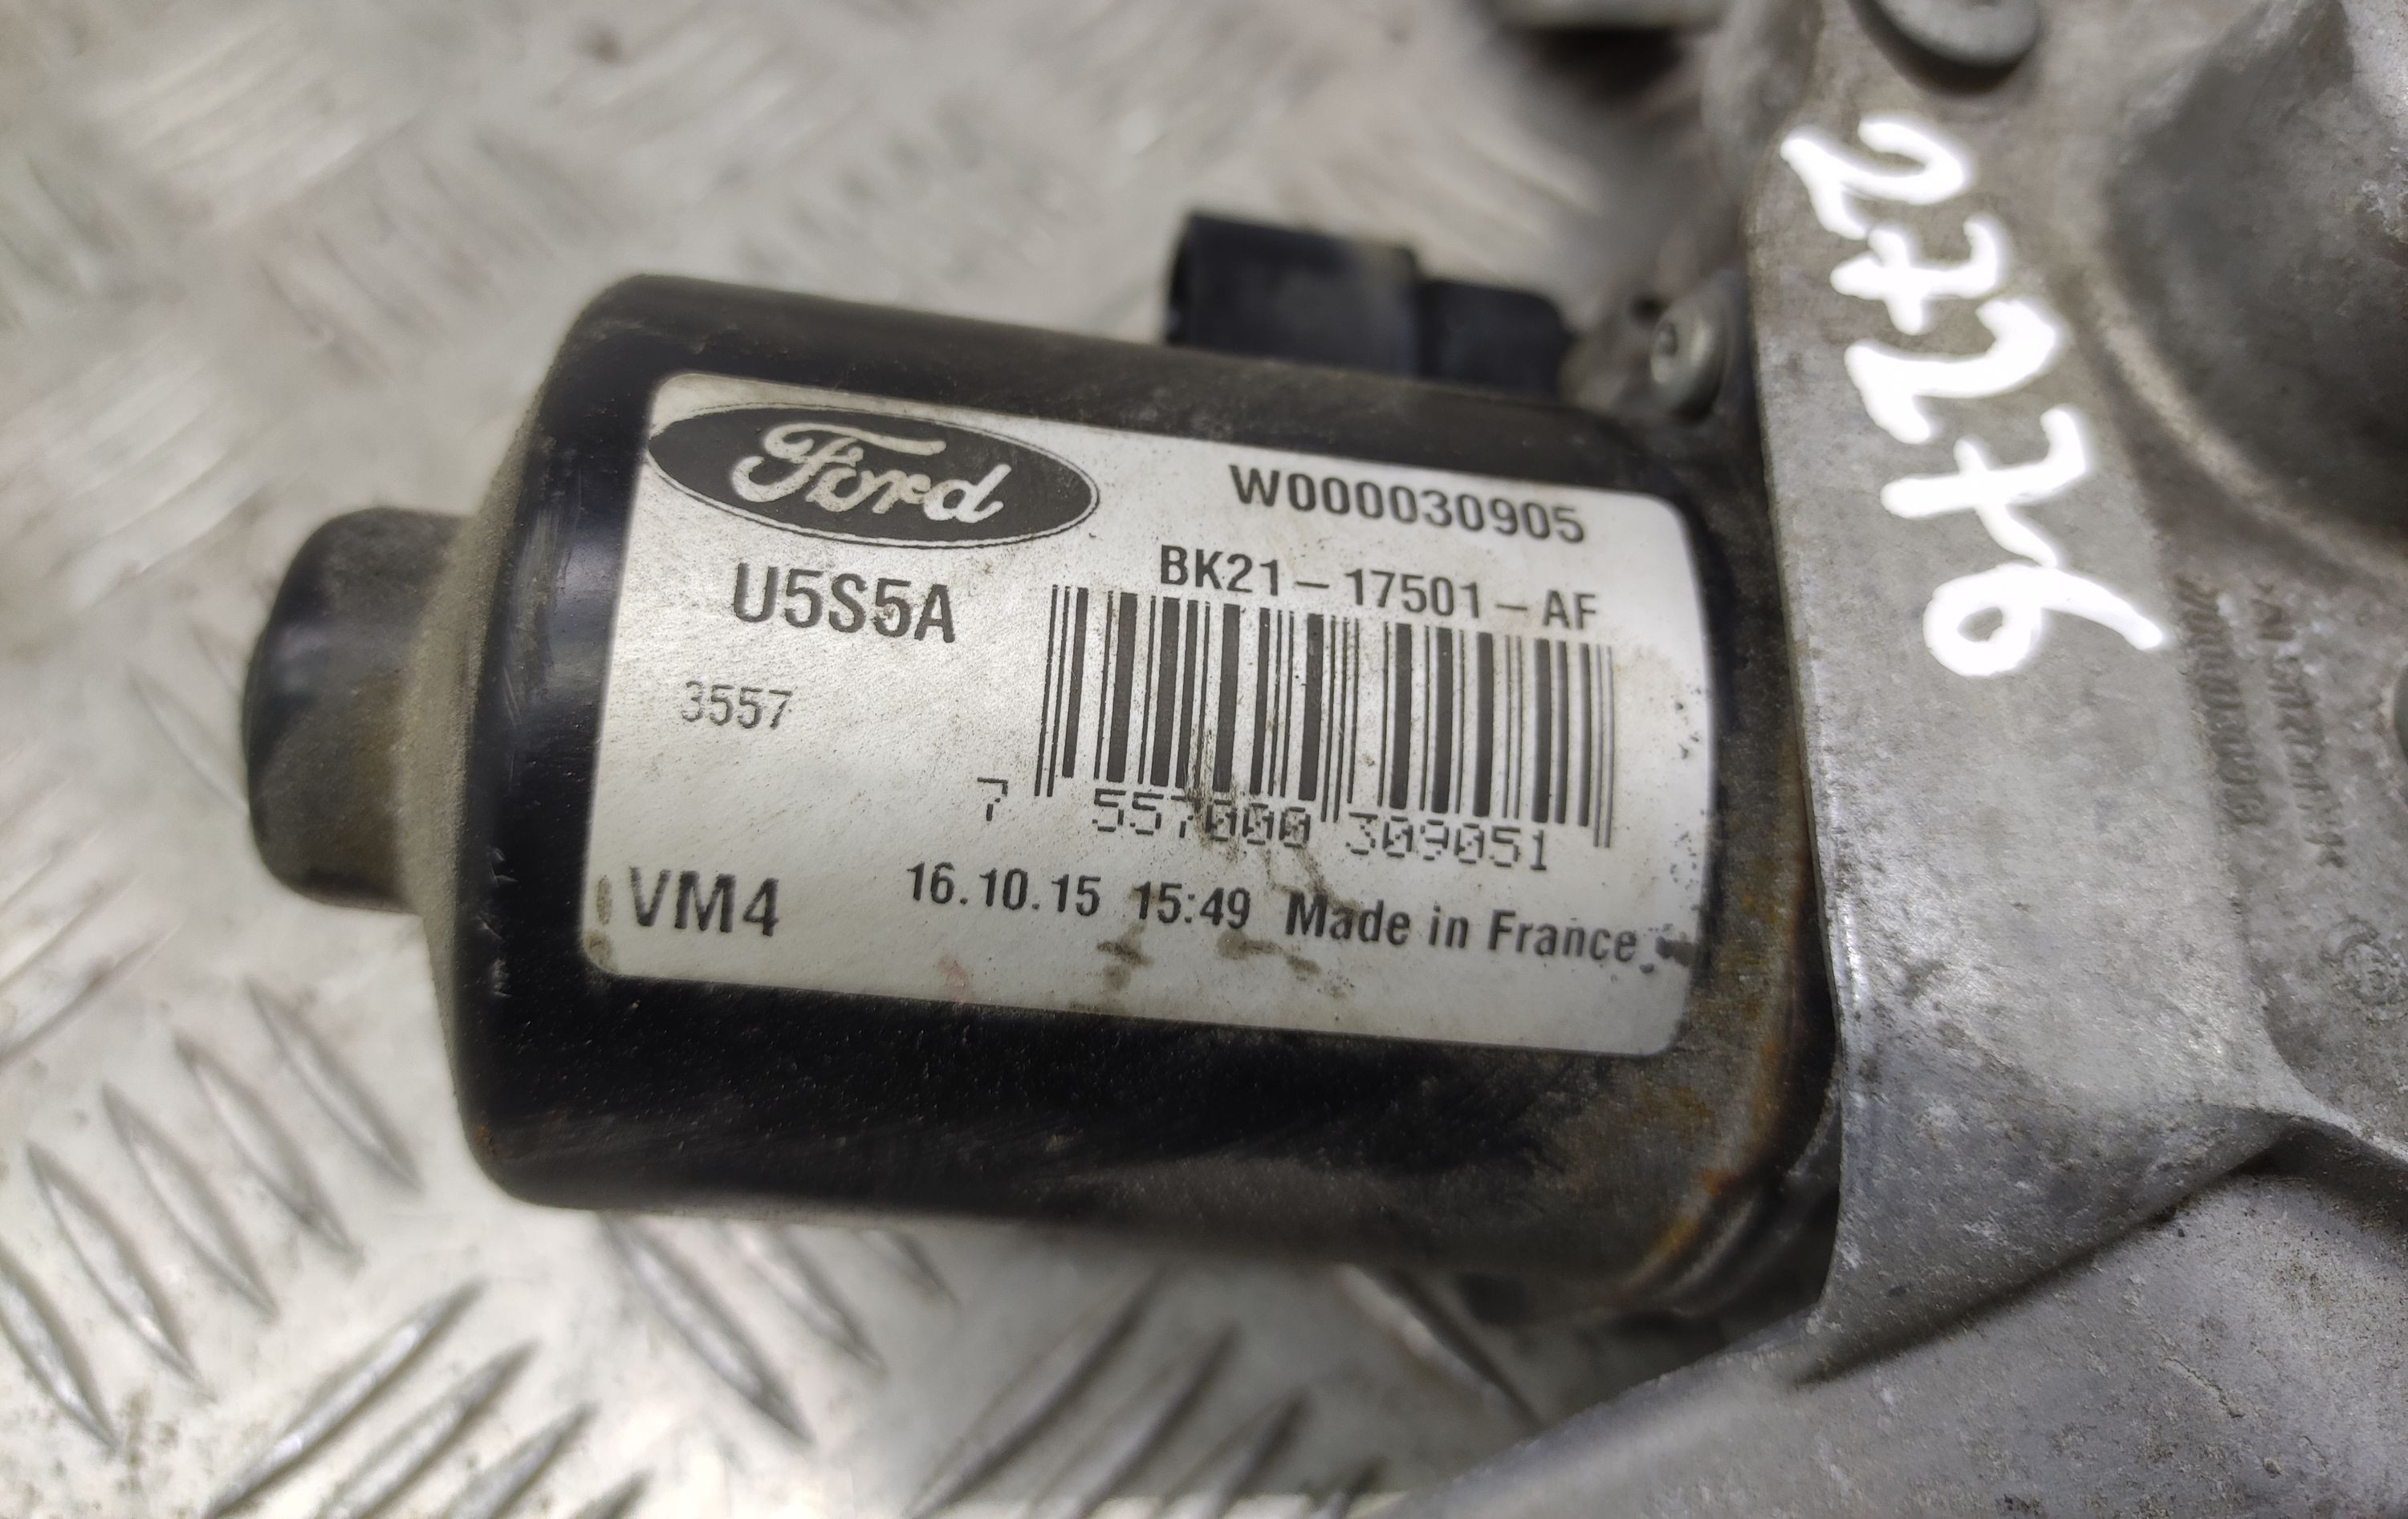 Ford
W000030905
BK21-17501-AF
U5S5A
3557
7 557000 309051
VM4
16.10.15 15:49 Made in France
27276